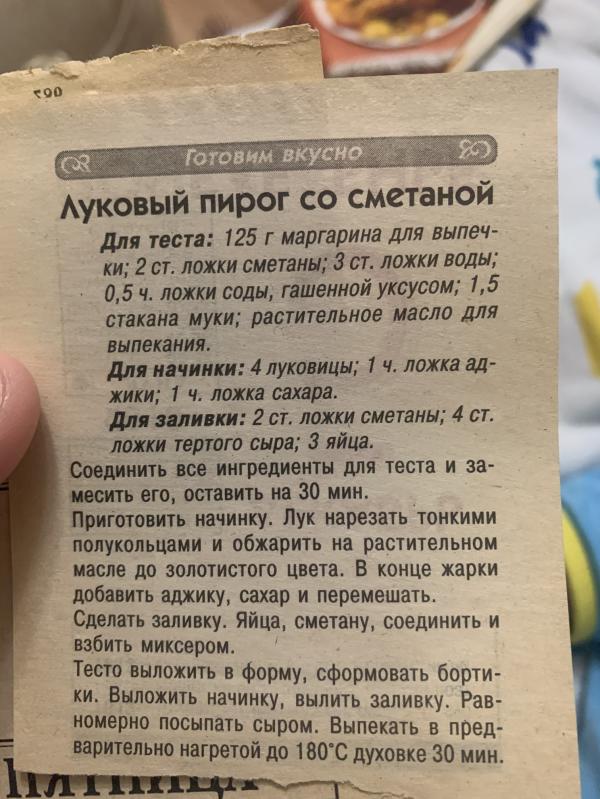 097
Готовим вкусно
Луковый пирог со сметаной
Для теста: 125 г маргарина для выпеч-
ки; 2 ст. ложки сметаны; 3 ст. ложки воды;
0,5 ч. ложки соды, гашенной уксусом; 1,5
стакана муки; растительное масло для
выпекания.
Для начинки: 4 луковицы; 1 ч. ложка ад-
жики; 1 ч. ложка сахара.
Для заливки: 2 ст. ложки сметаны; 4 ст.
ложки тертого сыра; 3 яйца.
Соединить все ингредиенты для теста и за-
месить его, оставить на 30 мин.
Приготовить начинку. Лук нарезать тонкими
полукольцами и обжарить на растительном
масле до золотистого цвета. В конце жарки
добавить аджику, сахар и перемешать.
Сделать заливку. Яйца, сметану, соединить и
взбить миксером.
Тесто выложить в форму, сформовать борти-
ки. Выложить начинку, вылить заливку. Рав-
номерно посыпать сыром. Выпекать в пред-
варительно нагретой до 180°С духовке 30 мин.
ПЯТНИЦА